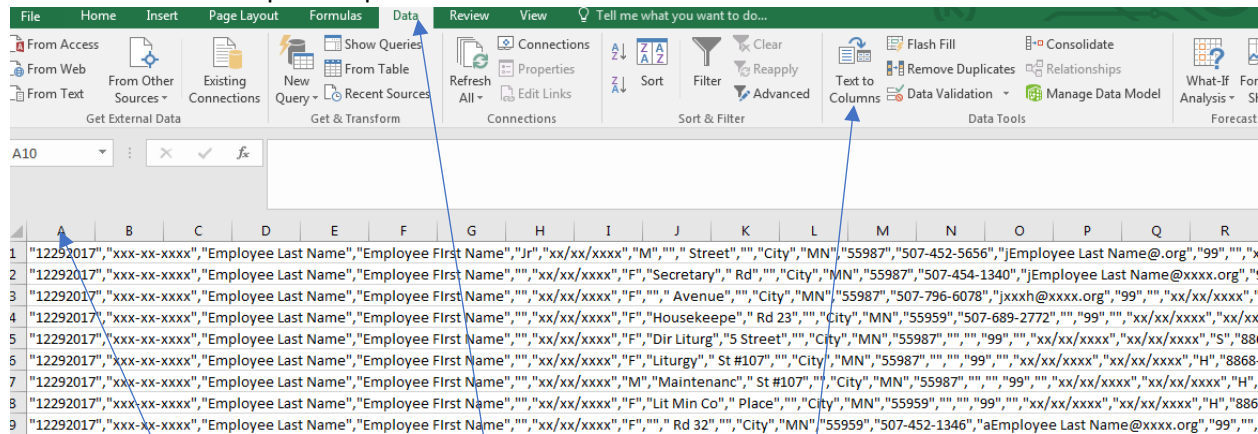 File Home Insert Page Layout Formulas Data Review View Tell me what you want to do...
From Access Show Queries Connections Clear Flash Fill Consolidate
From Web From Table Properties Reapply Remove Duplicates Relationships
From Text Recent Sources Edit Links Advanced Data Validation Manage Data Model
From Other Sources Existing Connections New Query Refresh All Sort Filter Text to Columns What-If Analysis
Get External Data Get & Transform Connections Sort & Filter Data Tools Forecast
A10 fx
A B C D E F G H I J K L M N O P Q R
1 "12292017","xxx-xx-xxxx","Employee Last Name","Employee FIrst Name","Jr","xx/xx/xxxx","M",""," Street","","City","MN","55987","507-452-5656","jEmployee Last Name@.org","99","","x
2 "12292017","xxx-xx-xxxx","Employee Last Name","Employee FIrst Name","","xx/xx/xxxx","F","Secretary"," Rd","","City","MN","55987","507-454-1340","jEmployee Last Name@xxxx.org","
3 "12292017","xxx-xx-xxxx","Employee Last Name","Employee FIrst Name","","xx/xx/xxxx","F",""," Avenue","","City","MN","55987","507-796-6078","jxxxh@xxxx.org","99","","xx/xx/xxxx","
4 "12292017","xxx-xx-xxxx","Employee Last Name","Employee FIrst Name","","xx/xx/xxxx","F","Housekeepe"," Rd 23","","City","MN","55959","507-689-2772","","99","","xx/xx/xxxx","xx/xx
5 "12292017","xxx-xx-xxxx","Employee Last Name","Employee FIrst Name","","xx/xx/xxxx","F","Dir Liturg","5 Street","","City","MN","55987","","","99","","xx/xx/xxxx","xx/xx/xxxx","S","88
6 "12292017","xxx-xx-xxxx","Employee Last Name","Employee FIrst Name","","xx/xx/xxxx","F","Liturgy"," St #107","","City","MN","55987","","","99","","xx/xx/xxxx","xx/xx/xxxx","H","8868
7 "12292017","xxx-xx-xxxx","Employee Last Name","Employee FIrst Name","","xx/xx/xxxx","M","Maintenanc"," St #107","","City","MN","55987","","","99","","xx/xx/xxxx","xx/xx/xxxx","H",
8 "12292017","xxx-xx-xxxx","Employee Last Name","Employee FIrst Name","","xx/xx/xxxx","F","Lit Min Co"," Place","","City","MN","55959","","","99","","xx/xx/xxxx","xx/xx/xxxx","H","886
9 "12292017","xxx-xx-xxxx","Employee Last Name","Employee FIrst Name","","xx/xx/xxxx","F",""," Rd 32","","City","MN","55959","507-452-1346","aEmployee Last Name@xxxx.org","99","",